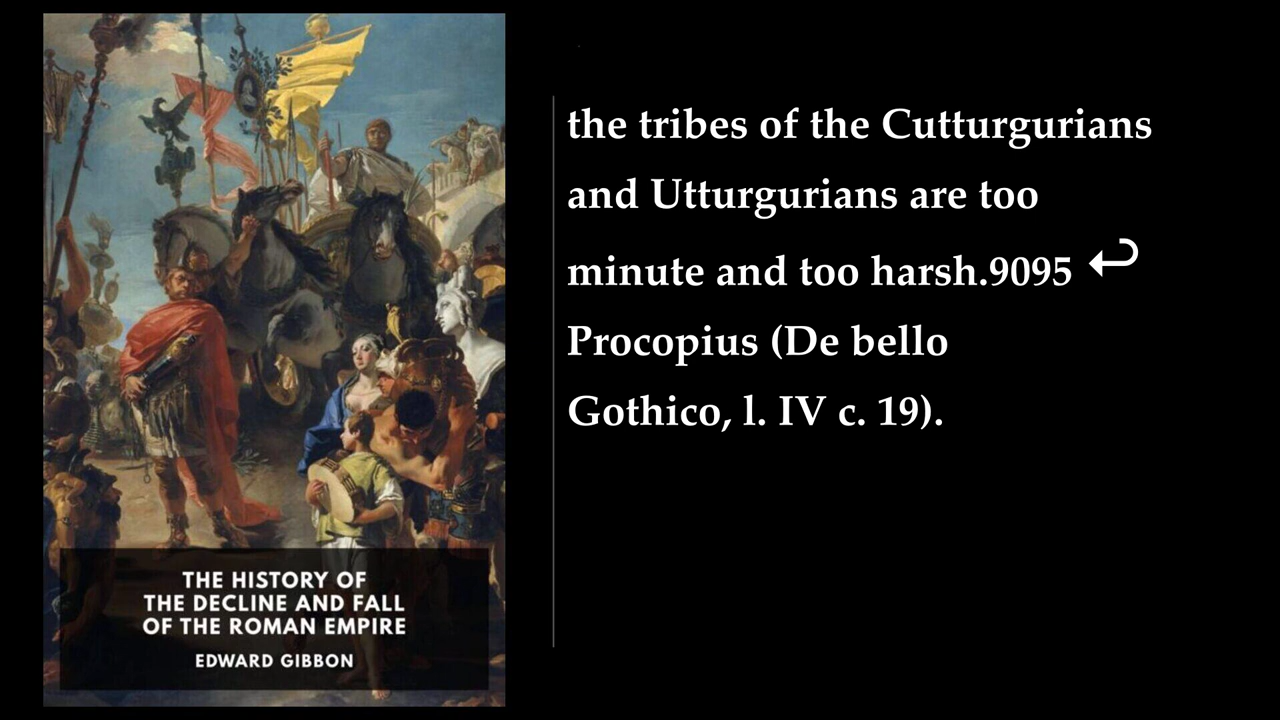 the tribes of the Cutturgurians
and Utturgurians are too
minute and too harsh.9095 ↩
Procopius (De bello
Gothico, l. IV c. 19).
THE HISTORY OF
THE DECLINE AND FALL
OF THE ROMAN EMPIRE
EDWARD GIBBON